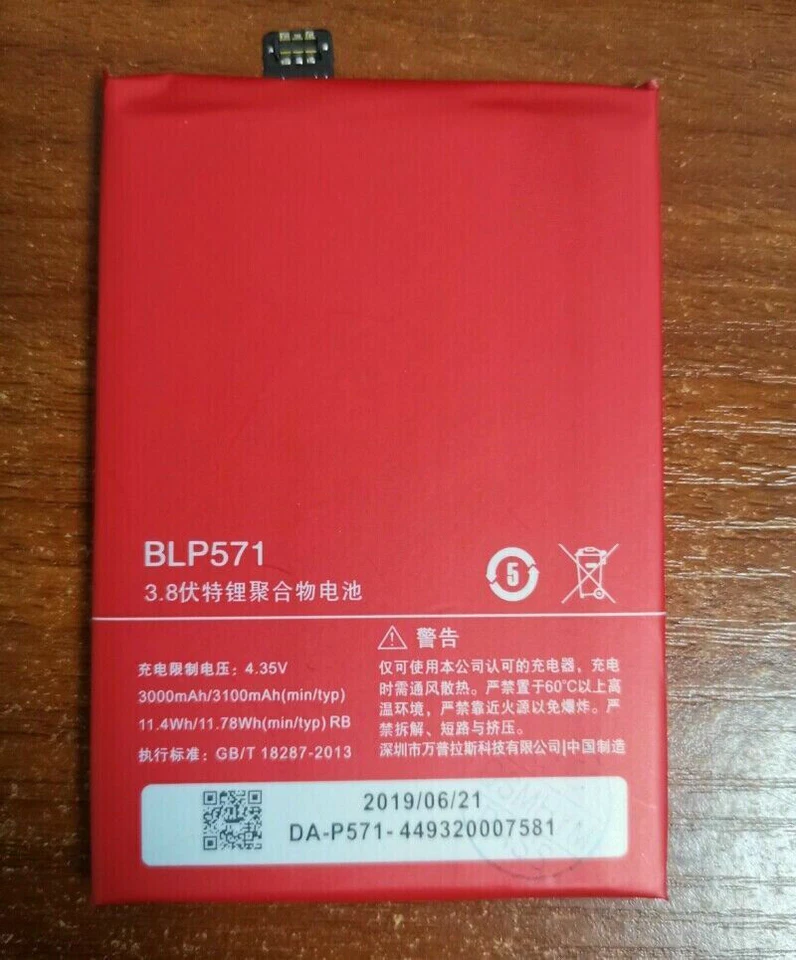 BLP571
3.8伏特锂聚合物电池
5
充电限制电压：4.35V
3000mAh/3100mAh(min/typ)
11.4Wh/11.78Wh(min/typ) RB
执行标准：GB/T 18287-2013
警告
仅可使用本公司认可的充电器，充电
时需通风散热。严禁置于60℃以上高
温环境，严禁靠近火源以免爆炸。严
禁拆解、短路与挤压。
深圳市万普拉斯科技有限公司|中国制造
2019/06/21
DA-P571-449320007581